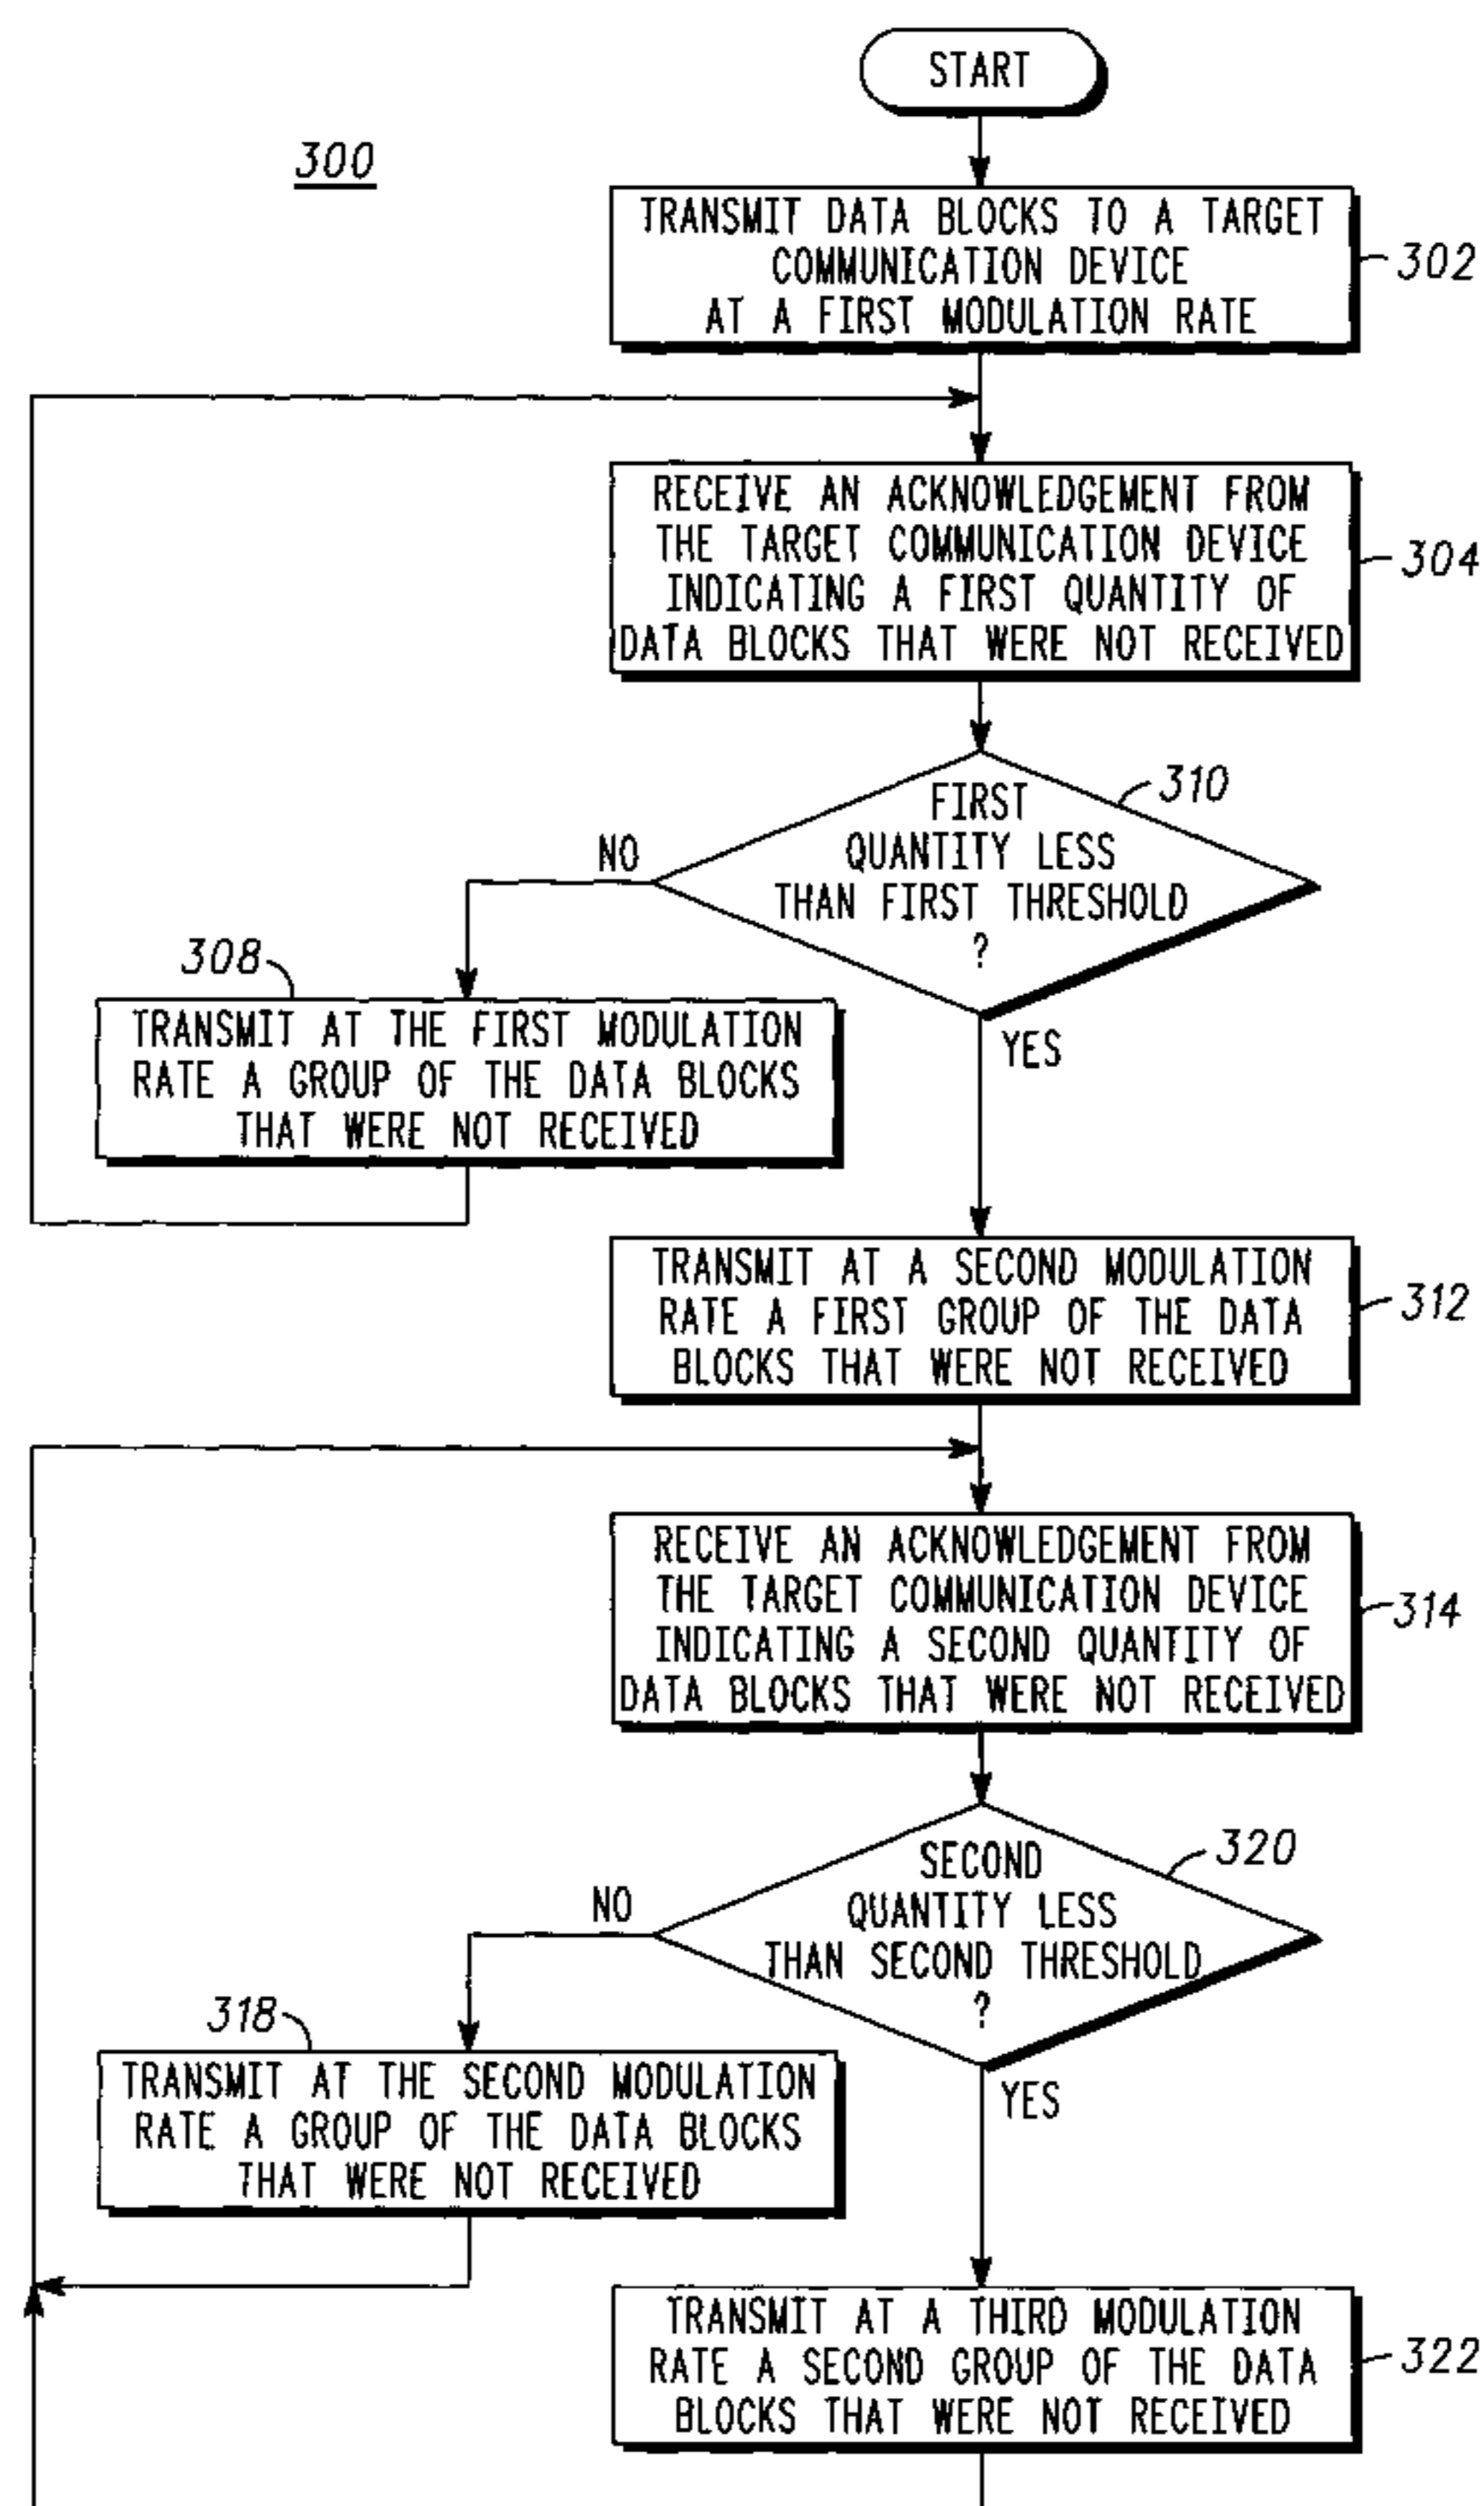 START
300
TRANSMIT DATA BLOCKS TO A TARGET
COMMUNICATION DEVICE
AT A FIRST MODULATION RATE
302
RECEIVE AN ACKNOWLEDGEMENT FROM
THE TARGET COMMUNICATION DEVICE
INDICATING A FIRST QUANTITY OF
DATA BLOCKS THAT WERE NOT RECEIVED
304
FIRST
QUANTITY LESS
THAN FIRST THRESHOLD
?
310
NO
YES
308
TRANSMIT AT THE FIRST MODULATION
RATE A GROUP OF THE DATA BLOCKS
THAT WERE NOT RECEIVED
TRANSMIT AT A SECOND MODULATION
RATE A FIRST GROUP OF THE DATA
BLOCKS THAT WERE NOT RECEIVED
312
RECEIVE AN ACKNOWLEDGEMENT FROM
THE TARGET COMMUNICATION DEVICE
INDICATING A SECOND QUANTITY OF
DATA BLOCKS THAT WERE NOT RECEIVED
314
SECOND
QUANTITY LESS
THAN SECOND THRESHOLD
?
320
NO
YES
318
TRANSMIT AT THE SECOND MODULATION
RATE A GROUP OF THE DATA BLOCKS
THAT WERE NOT RECEIVED
TRANSMIT AT A THIRD MODULATION
RATE A SECOND GROUP OF THE DATA
BLOCKS THAT WERE NOT RECEIVED
322